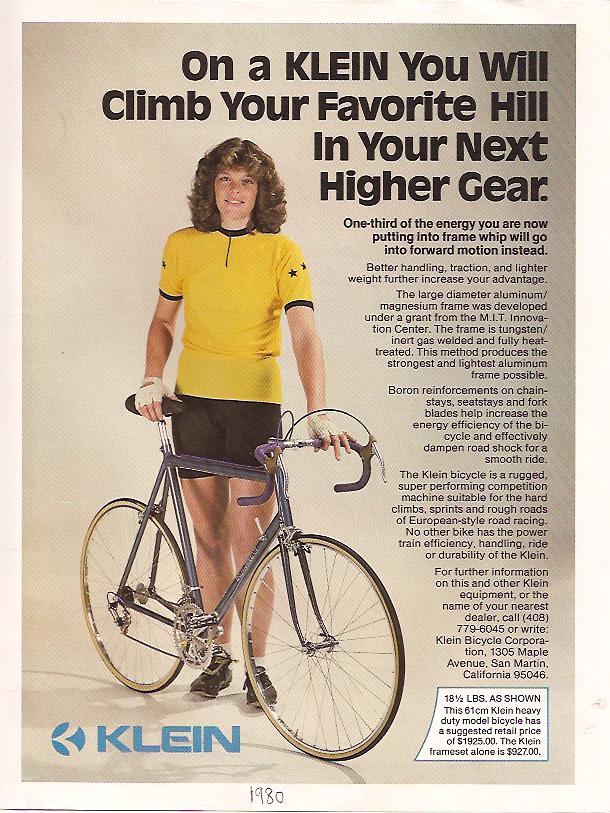 On a KLEIN You Will
Climb Your Favorite Hill
In Your Next
Higher Gear.
One-third of the energy you are now
putting into frame whip will go
into forward motion instead.
Better handling, traction, and lighter
weight further increase your advantage.
The large diameter aluminum/
magnesium frame was developed
under a grant from the M.I.T. Innova-
tion Center. The frame is tungsten/
inert gas welded and fully heat-
treated. This method produces the
strongest and lightest aluminum
frame possible.
Boron reinforcements on chain-
stays, seatstays and fork
blades help increase the
energy efficiency of the bi-
cycle and effectively
dampen road shock for a
smooth ride.
The Klein bicycle is a rugged,
super performing competition
machine suitable for the hard
climbs, sprints and rough roads
of European-style road racing.
No other bike has the power
train efficiency, handling, ride
or durability of the Klein.
For further information
on this and other Klein
equipment, or the
name of your nearest
dealer, call (408)
779-6045 or write:
Klein Bicycle Corpora-
tion, 1305 Maple
Avenue, San Martin,
California 95046.
18½ LBS. AS SHOWN
This 61cm Klein heavy
duty model bicycle has
a suggested retail price
of $1925.00. The Klein
frameset alone is $927.00.
KLEIN
1980